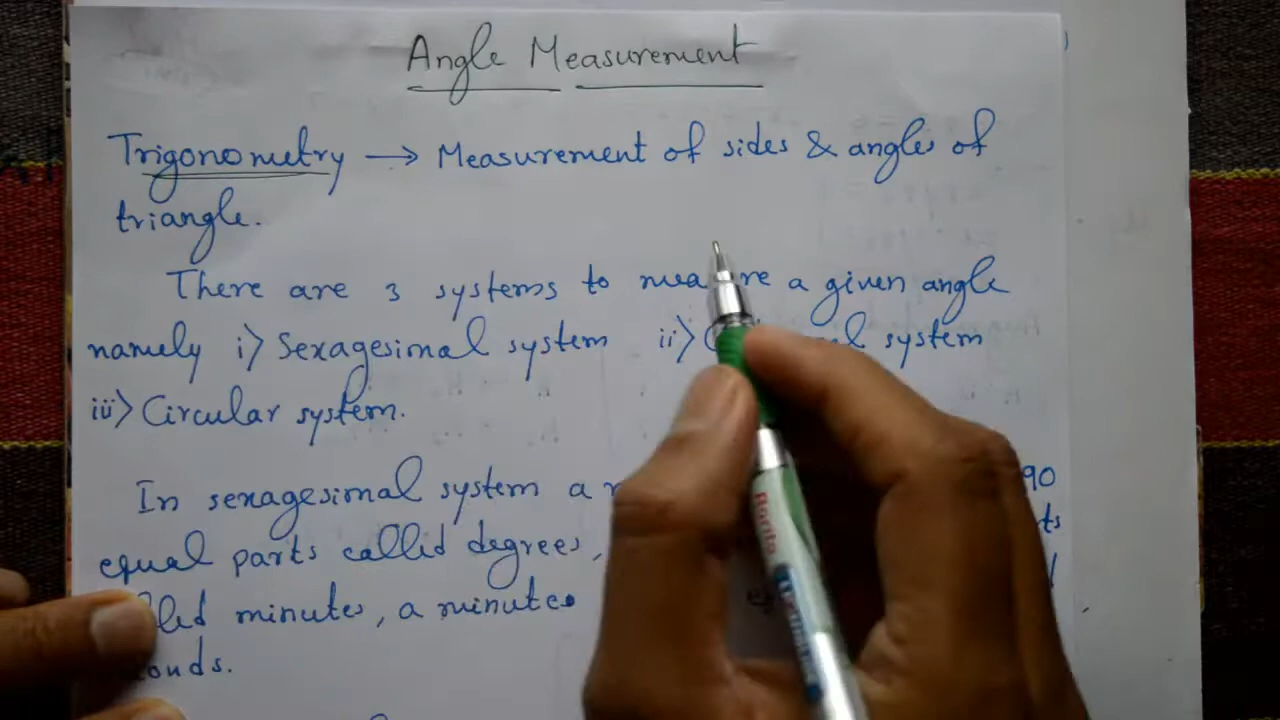 Angle Measurement
Trigonometry → Measurement of sides & angles of
triangle.
There are 3 systems to a given angle
namely i) Sexagesimal system ii) system
iii) Circular system.
In sexagesimal system a 90
equal parts called degrees,
minutes, a minutes
Rorito